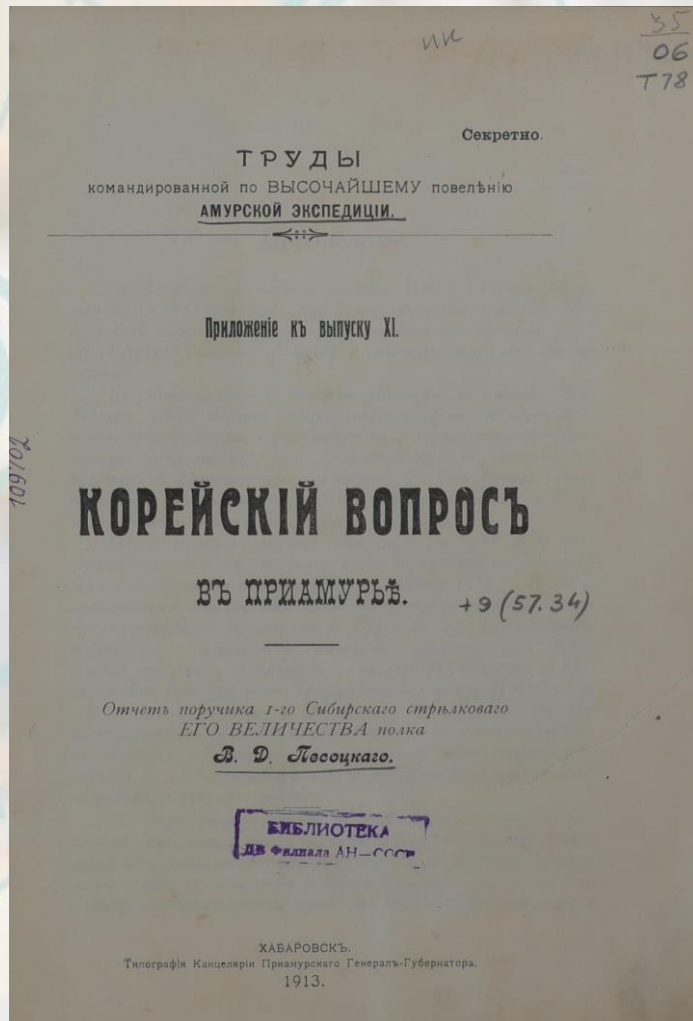 ик
35
06
Т78
Секретно.
ТРУДЫ
командированной по ВЫСОЧАЙШЕМУ повелѣнію
АМУРСКОЙ ЭКСПЕДИЦІИ.
Приложеніе къ выпуску XI.
109702
КОРЕЙСКІЙ ВОПРОСЪ
ВЪ ПРИАМУРЬѢ.
+9 (57.34)
Отчетъ поручика 1-го Сибирскаго стрѣлковаго
ЕГО ВЕЛИЧЕСТВА полка
В. Д. Песоцкаго.
БИБЛИОТЕКА
ДВ Филиала АН—СССР
ХАБАРОВСКЪ.
Типографія Канцеляріи Приамурскаго Генералъ-Губернатора.
1913.